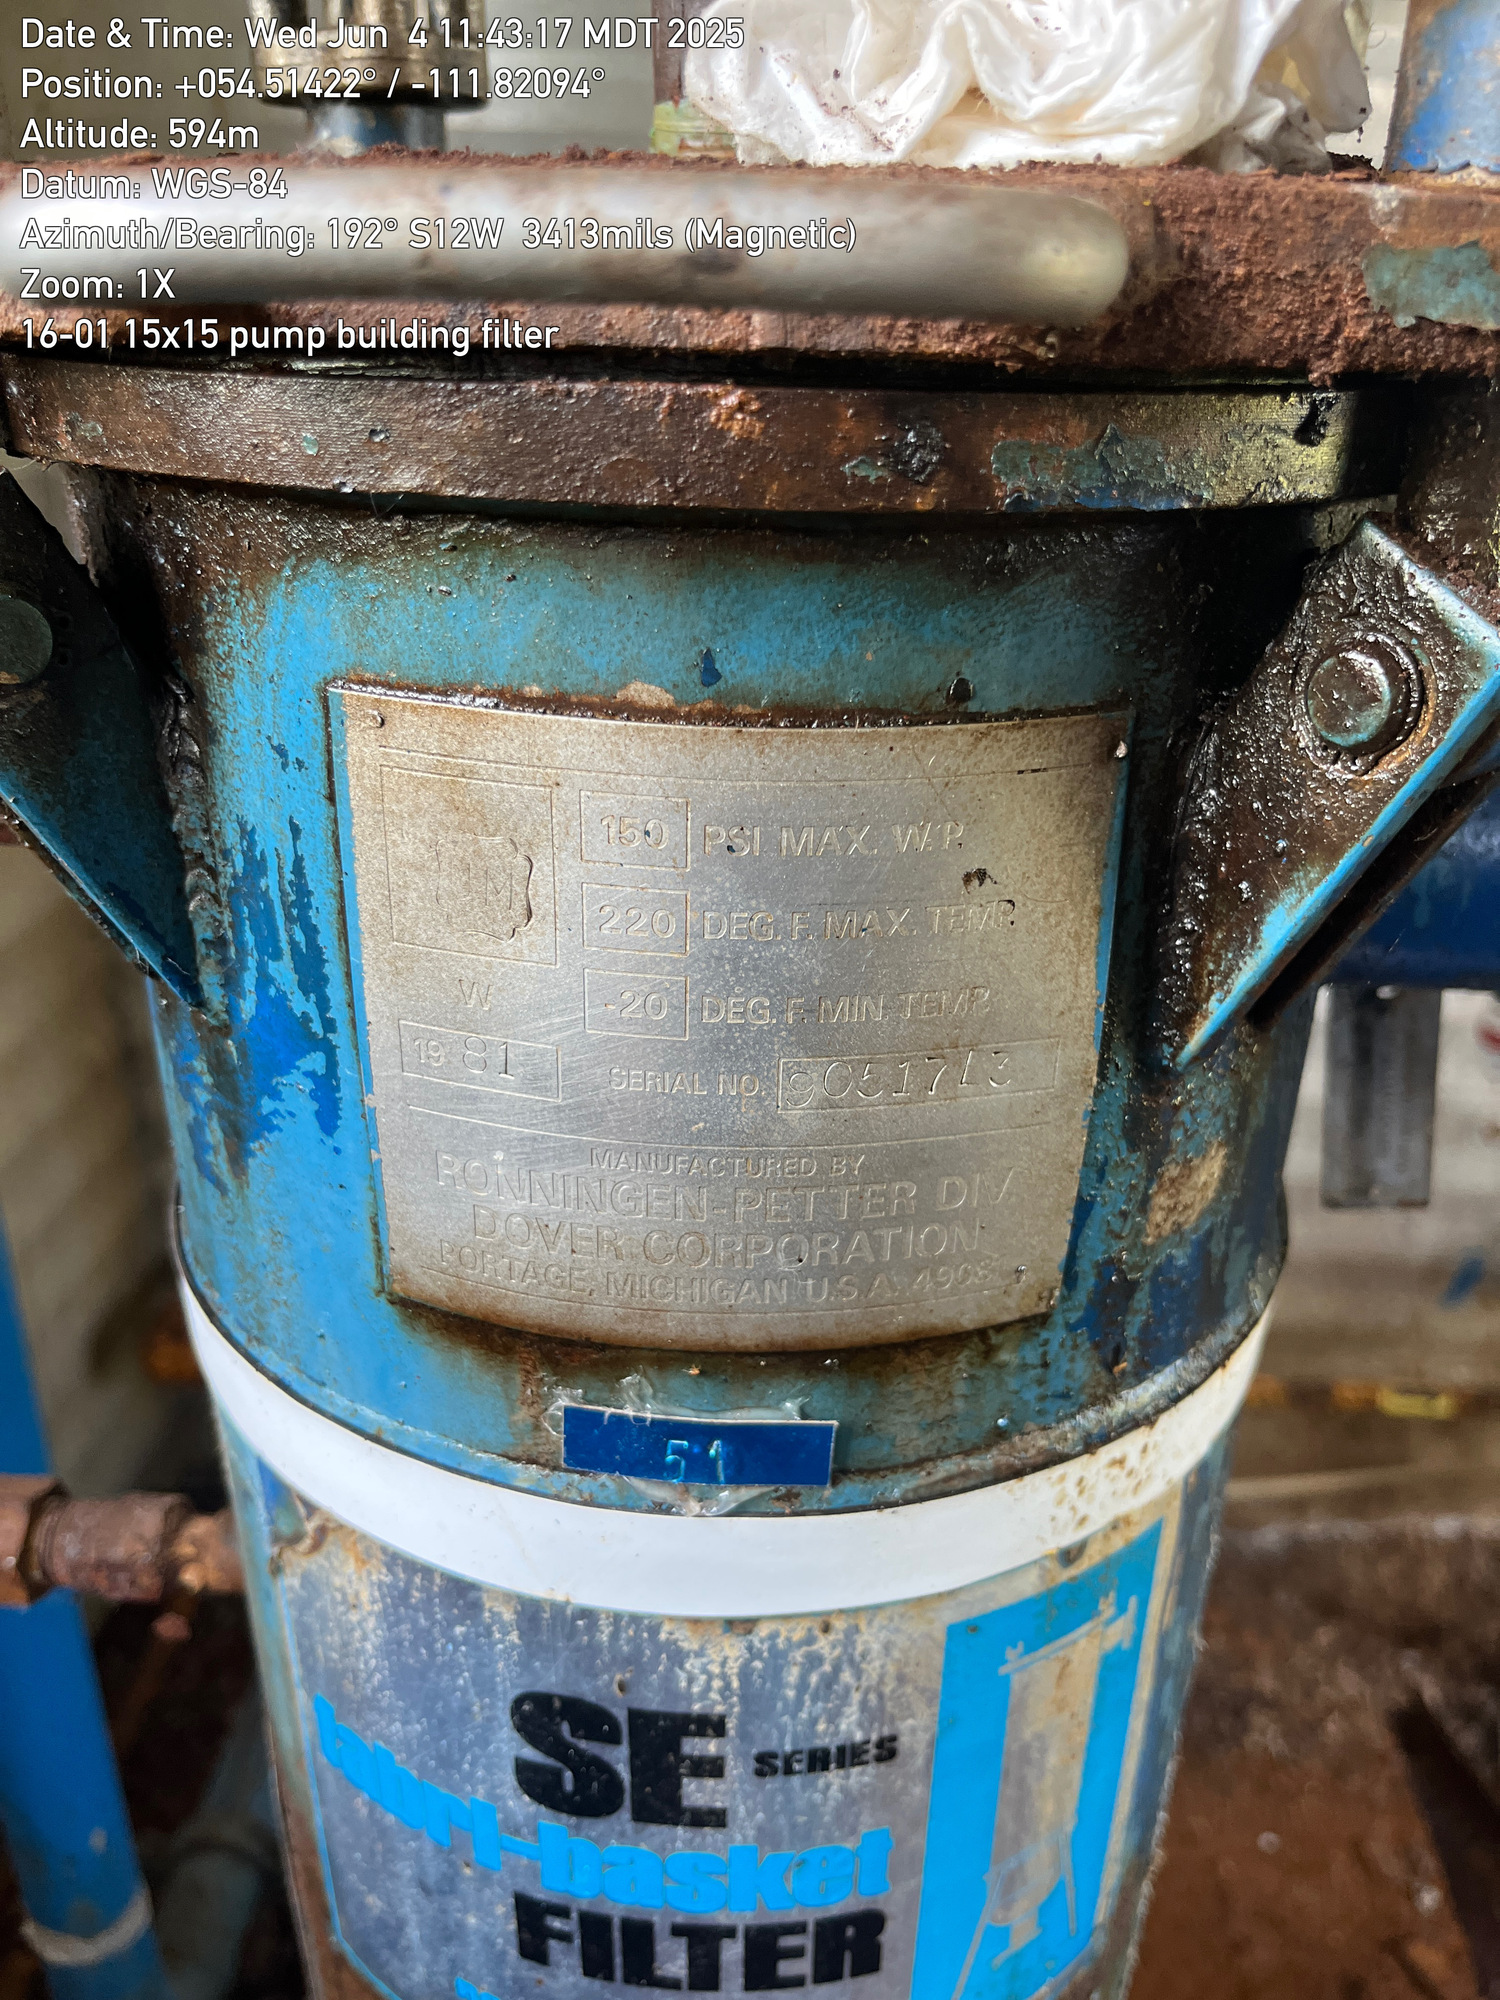 Date & Time: Wed Jun 4 11:43:17 MDT 2025
Position: +054.51422° / -111.82094°
Altitude: 594m
Datum: WGS-84
Azimuth/Bearing: 192° S12W 3413mils (Magnetic)
Zoom: 1X
16-01 15x15 pump building filter
150 PSI MAX. W.P.
220 DEG. F. MAX. TEMP.
-20 DEG. F. MIN. TEMP.
W
19 81
SERIAL NO.
MANUFACTURED BY
RONNINGEN-PETTER DIV.
DOVER CORPORATION
PORTAGE, MICHIGAN U.S.A.
51
SE SERIES
fabri-basket
FILTER